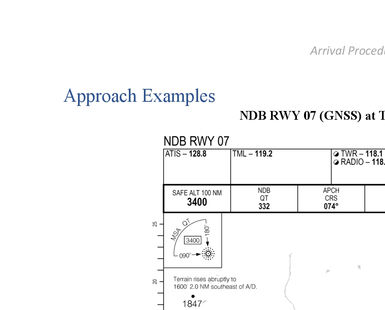 Arrival Proced
Approach Examples
NDB RWY 07 (GNSS) at T
NDB RWY 07
ATIS – 128.8
TML – 119.2
TWR – 118.1
RADIO – 118.
SAFE ALT 100 NM
3400
NDB
QT
332
APCH
CRS
074°
25
MSA QT
180°
3400
090°
Terrain rises abruptly to
1600' 2.0 NM southeast of A/D.
20
1847